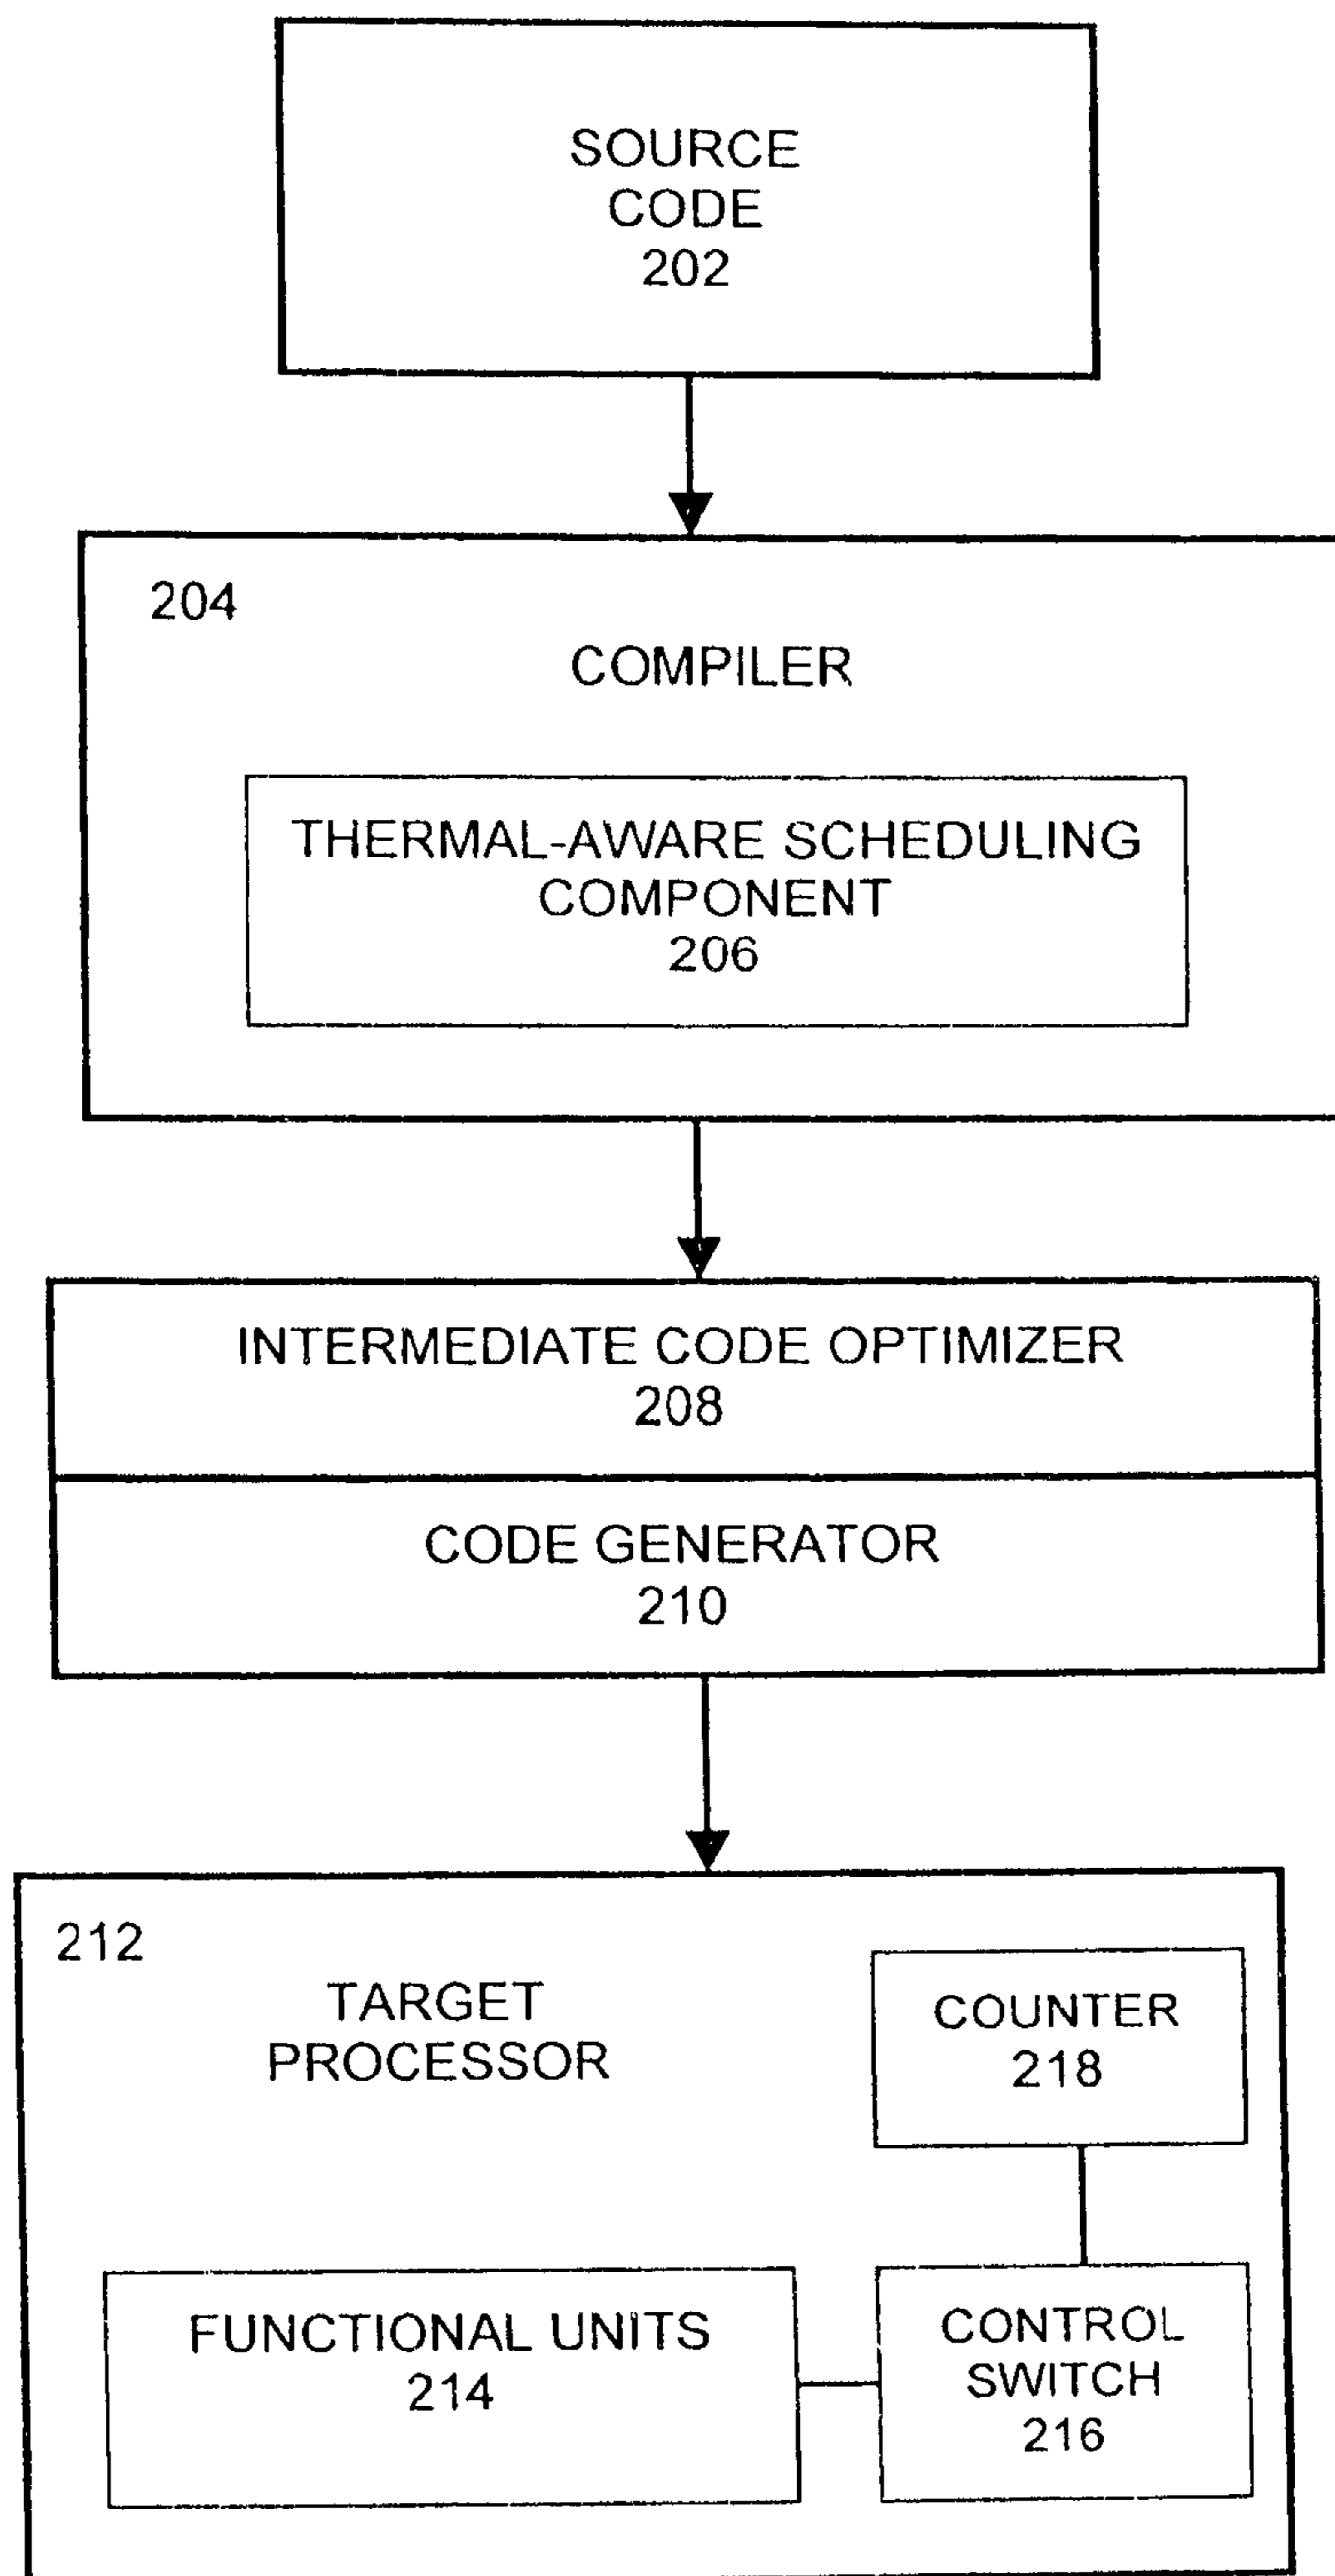 SOURCE
CODE
202
204
COMPILER
THERMAL-AWARE SCHEDULING
COMPONENT
206
INTERMEDIATE CODE OPTIMIZER
208
CODE GENERATOR
210
212
TARGET
PROCESSOR
COUNTER
218
FUNCTIONAL UNITS
214
CONTROL
SWITCH
216